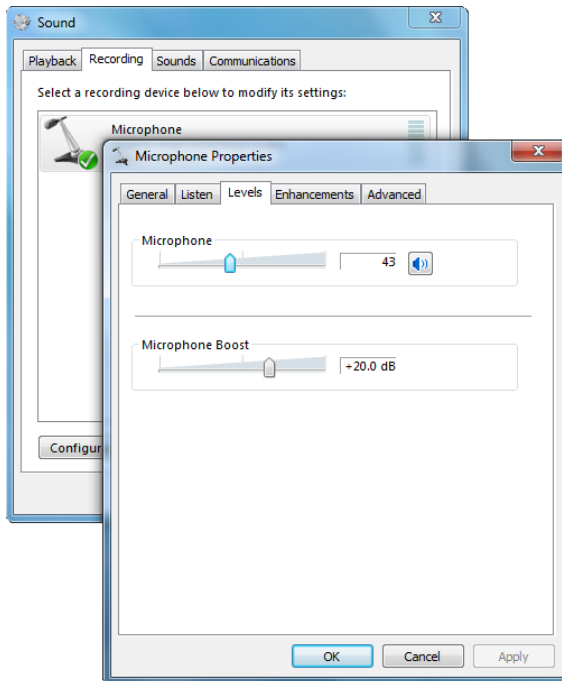 Sound
Playback Recording Sounds Communications
Select a recording device below to modify its settings:
Microphone
Microphone Properties
General Listen Levels Enhancements Advanced
Microphone
43
Microphone Boost
+20.0 dB
Configur
OK Cancel Apply